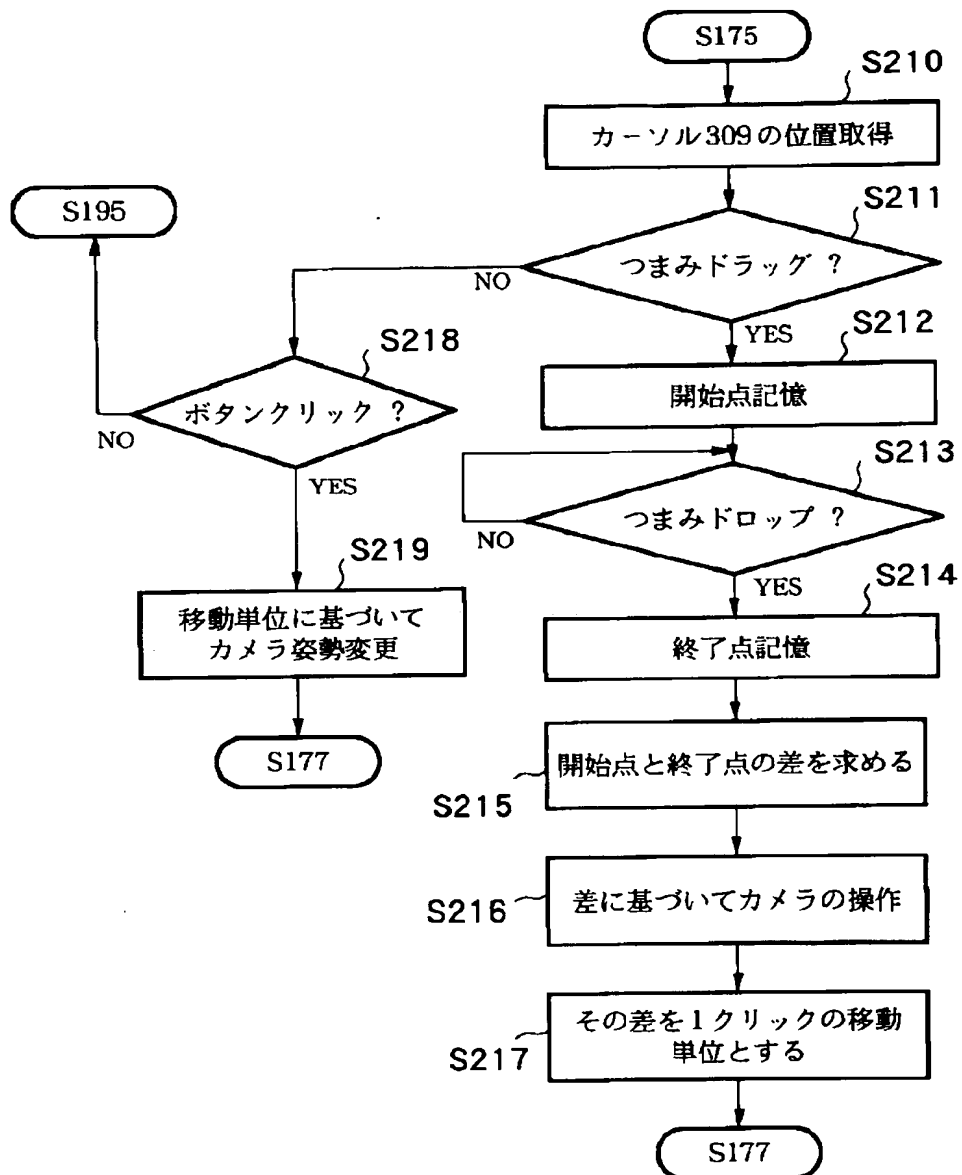 S175
S210
カーソル309の位置取得
S211
つまみドラッグ ?
NO
YES
S195
S218
ボタンクリック ?
NO
YES
S219
移動単位に基づいて
カメラ姿勢変更
S177
S212
開始点記憶
S213
つまみドロップ ?
NO
YES
S214
終了点記憶
開始点と終了点の差を求める
S215
差に基づいてカメラの操作
S216
その差を1クリックの移動
単位とする
S217
S177